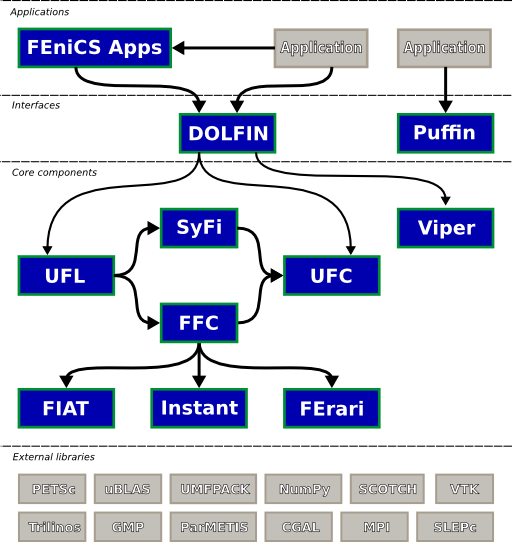 Applications
FEniCS Apps
Application
Application
Interfaces
DOLFIN
Puffin
Core components
SyFi
Viper
UFL
UFC
FFC
FIAT
Instant
FErari
External libraries
PETSc
uBLAS
UMFPACK
NumPy
SCOTCH
VTK
Trilinos
GMP
ParMETIS
CGAL
MPI
SLEPc